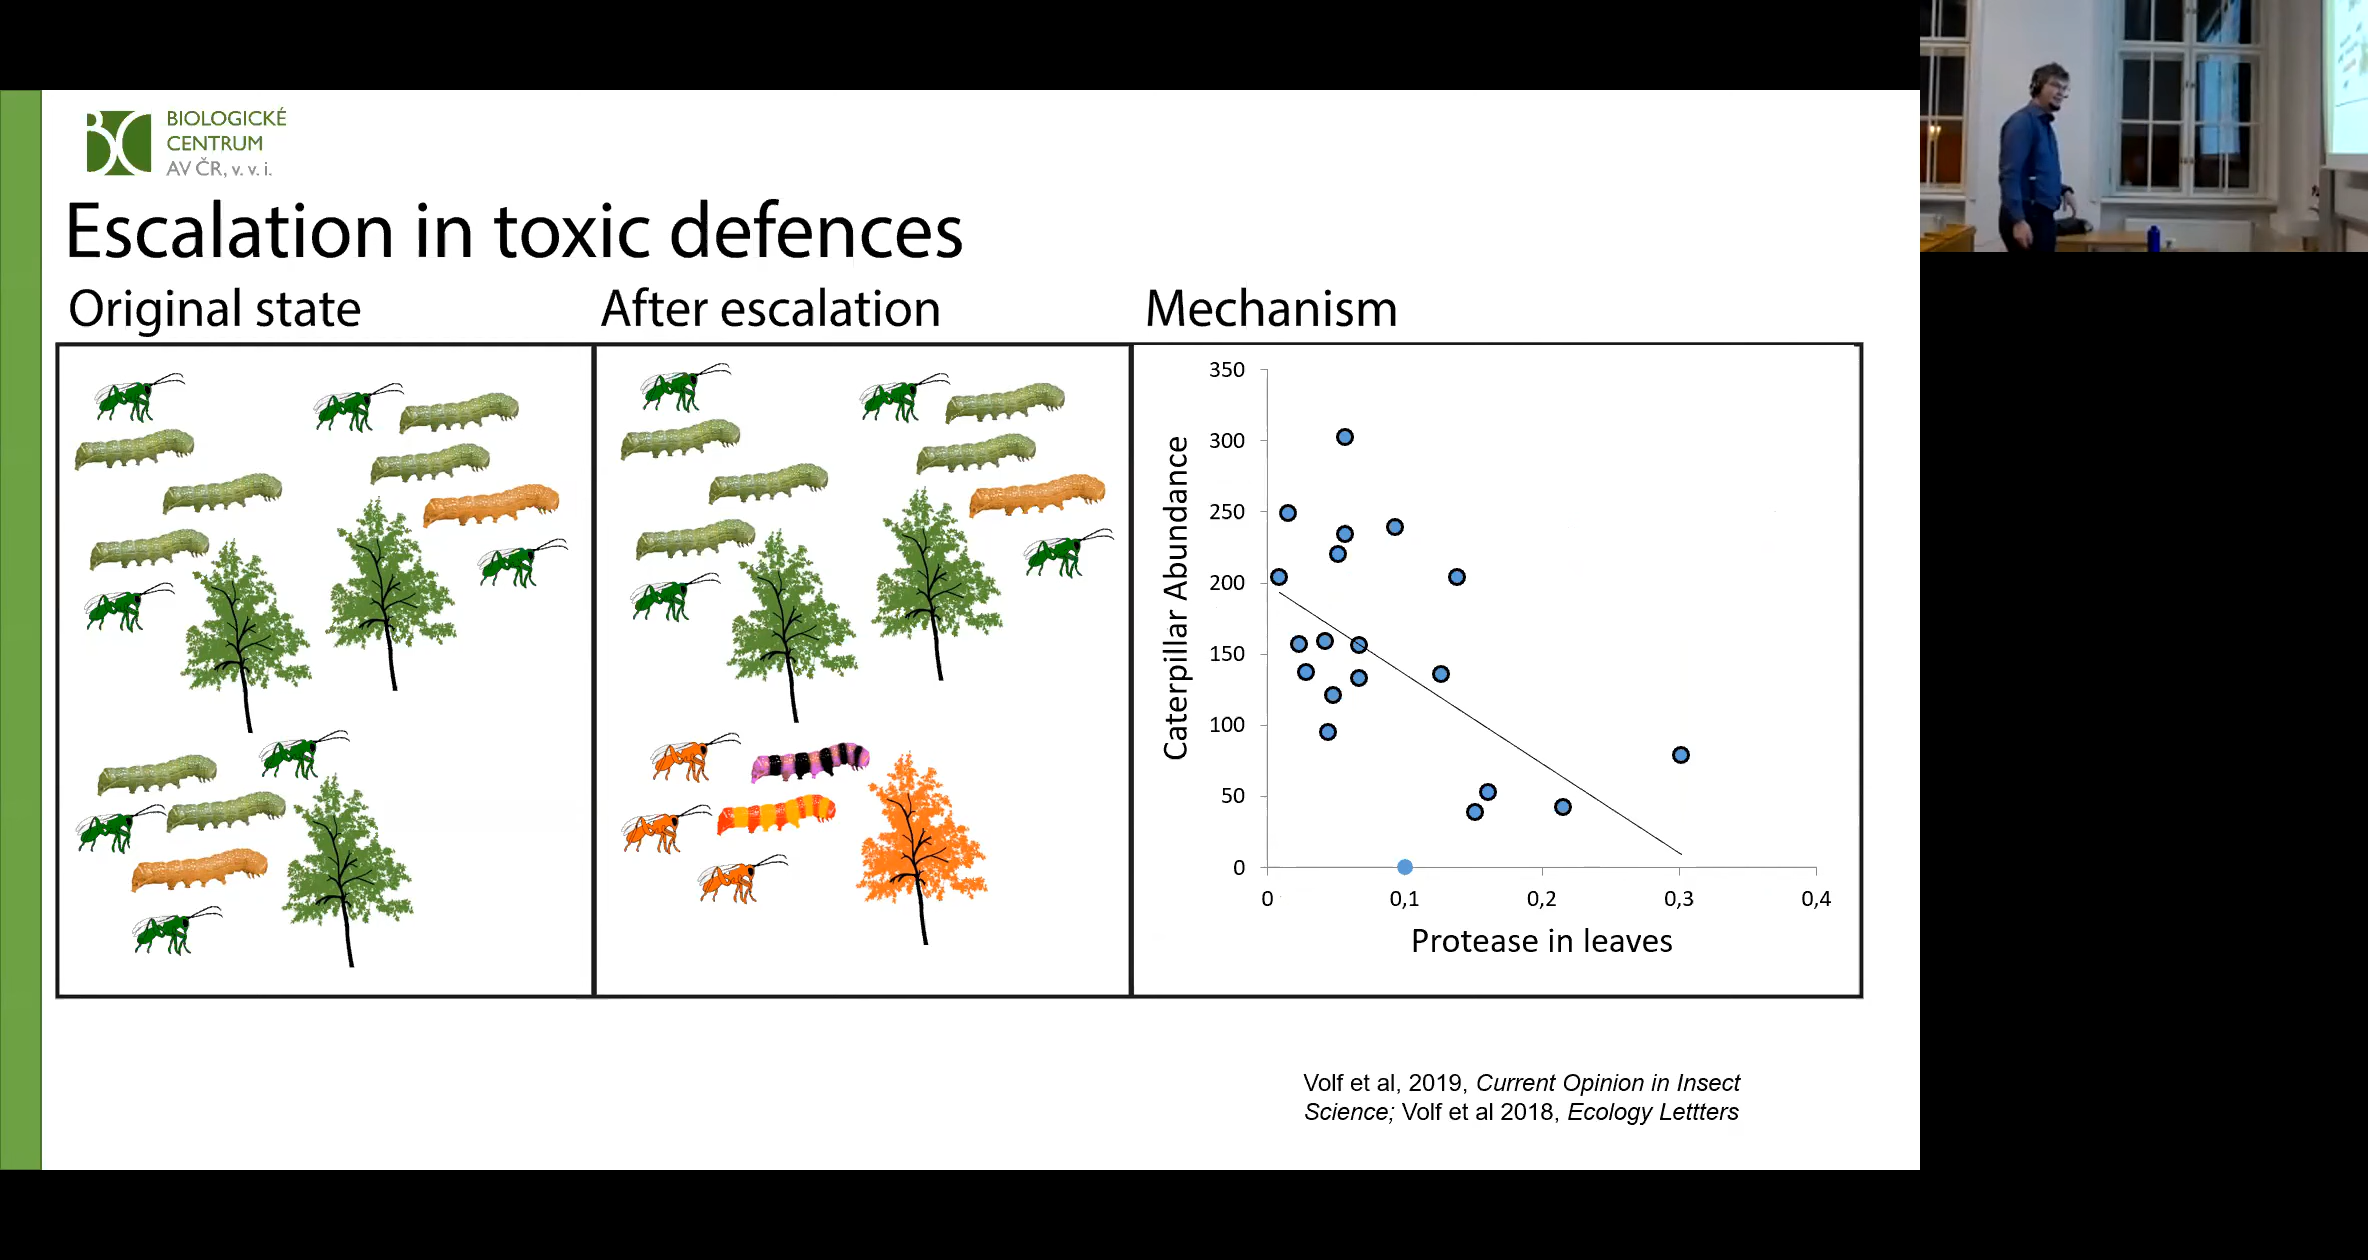 BIOLOGICKÉ
CENTRUM
AV ČR, v. v. i.
Escalation in toxic defences
Original state
After escalation
Mechanism
Caterpillar Abundance
350
300
250
200
150
100
50
0
0
0,1
0,2
0,3
0,4
Protease in leaves
Volf et al, 2019, Current Opinion in Insect
Science; Volf et al 2018, Ecology Lettters